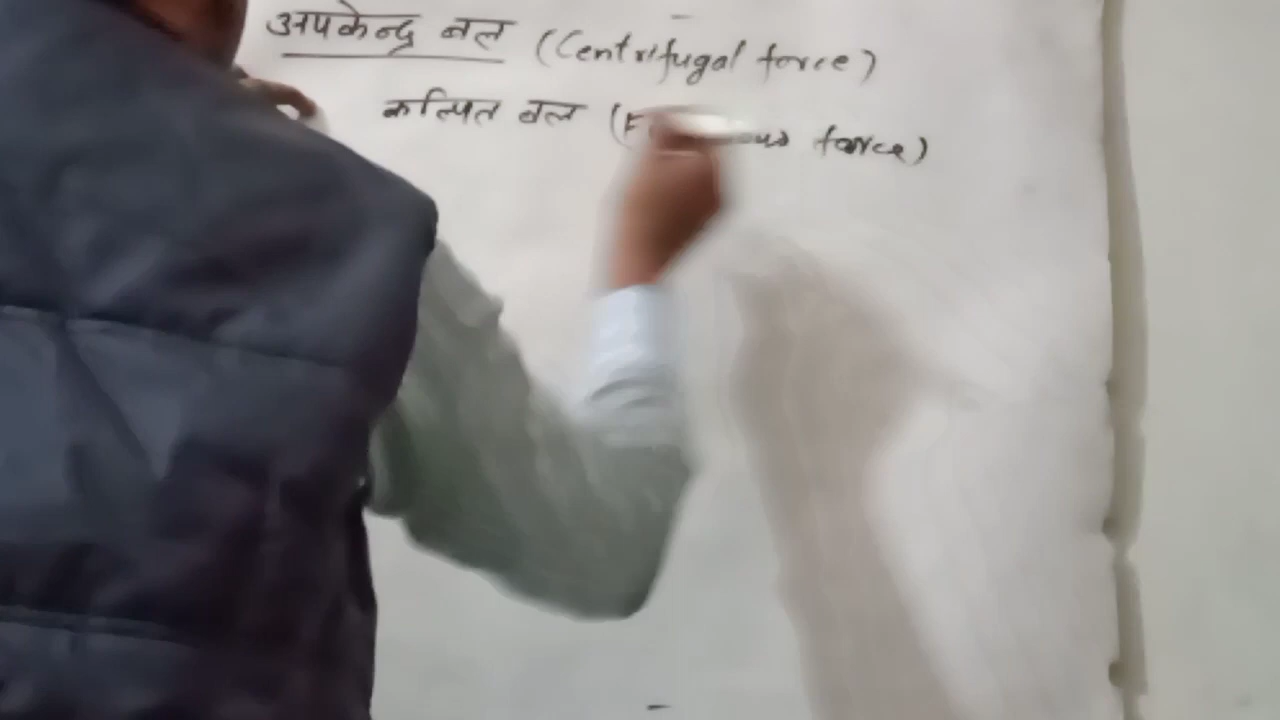 अपकेन्द्र बल (Centrifugal force)
कल्पित बल ( force)